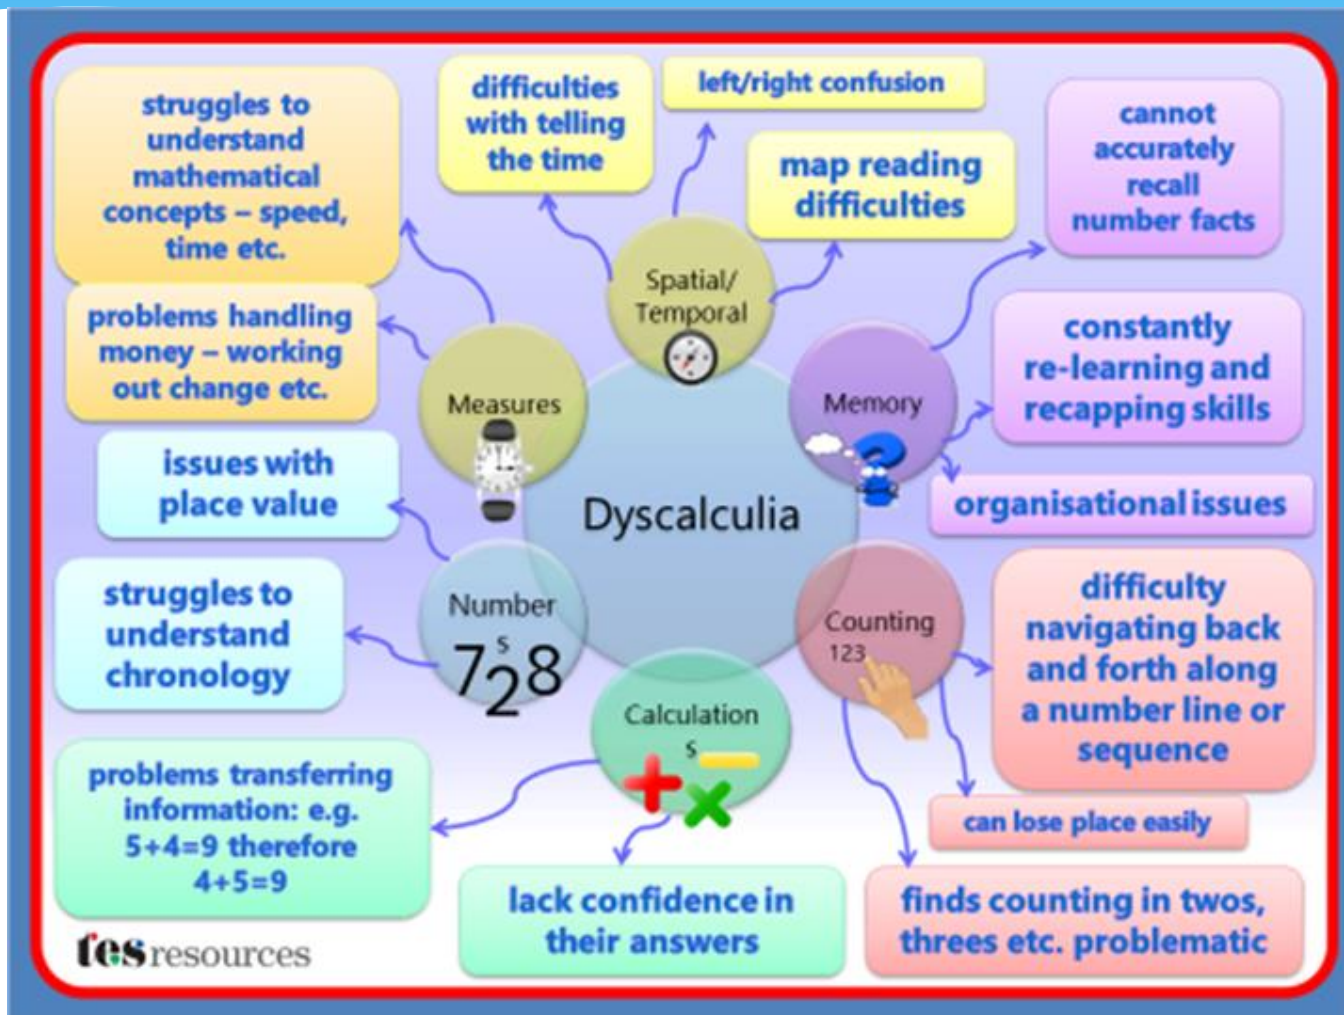 Dyscalculia
Spatial/
Temporal
difficulties
with telling
the time
left/right confusion
map reading
difficulties
Memory
cannot
accurately
recall
number facts
constantly
re-learning and
recapping skills
organisational issues
Counting
123
difficulty
navigating back
and forth along
a number line or
sequence
can lose place easily
finds counting in twos,
threes etc. problematic
Calculation
s
lack confidence in
their answers
problems transferring
information: e.g.
5+4=9 therefore
4+5=9
Number
s
728
struggles to
understand
chronology
issues with
place value
Measures
problems handling
money – working
out change etc.
struggles to
understand
mathematical
concepts – speed,
time etc.
tes resources